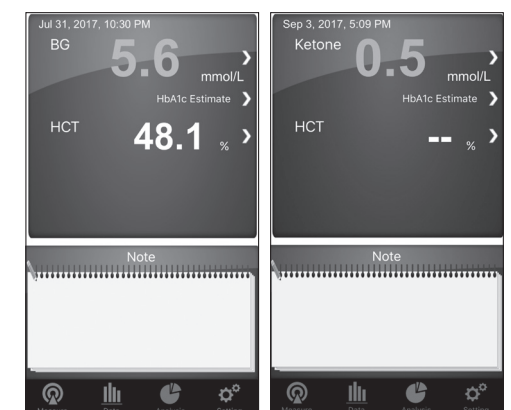 Jul 31, 2017, 10:30 PM
BG
5.6
mmol/L
HbA1c Estimate
HCT
48.1 %
Note
Sep 3, 2017, 5:09 PM
Ketone
0.5
mmol/L
HbA1c Estimate
HCT
-- %
Note